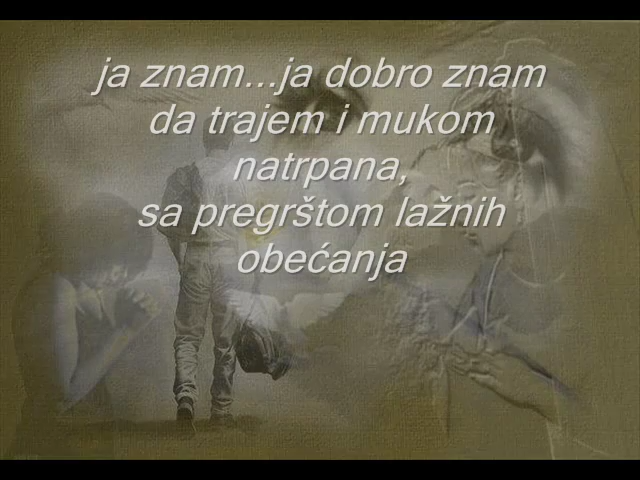 ja znam...ja dobro znam
da trajem i mukom
natrpana,
sa pregrštom lažnih
obećanja